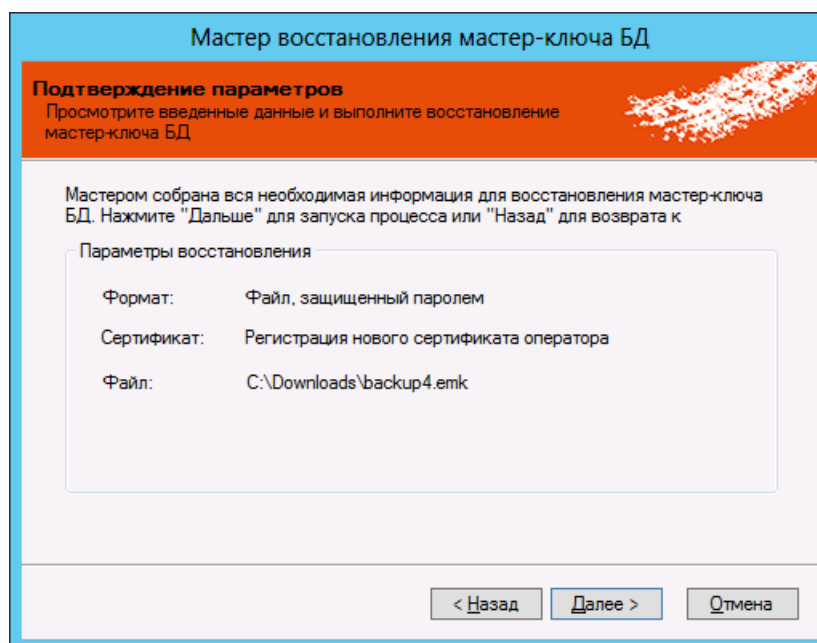 Мастер восстановления мастер-ключа БД
Подтверждение параметров
Просмотрите введенные данные и выполните восстановление
мастер-ключа БД
Мастером собрана вся необходимая информация для восстановления мастер-ключа
БД. Нажмите "Дальше" для запуска процесса или "Назад" для возврата к
Параметры восстановления
Формат: Файл, защищенный паролем
Сертификат: Регистрация нового сертификата оператора
Файл: C:\Downloads\backup4.emk
< Назад Далее > Отмена